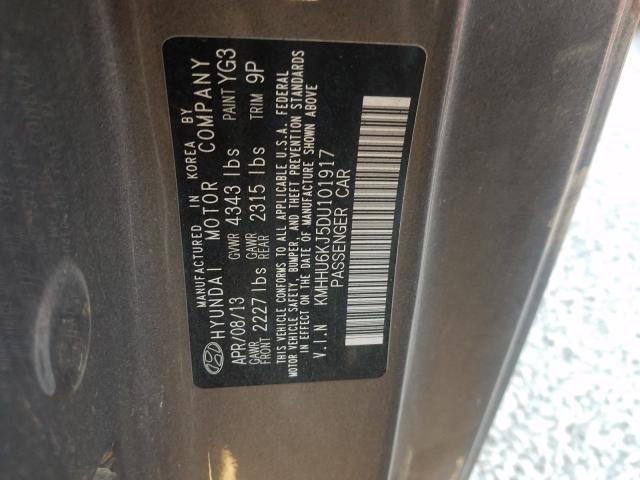 MANUFACTURED IN KOREA BY
HYUNDAI MOTOR COMPANY
APR/08/13 GVWR 4343 lbs PAINT YG3
GAWR FRONT 2227 lbs GAWR REAR 2315 lbs TRIM 9P
THIS VEHICLE CONFORMS TO ALL APPLICABLE U.S.A. FEDERAL
MOTOR VEHICLE SAFETY, BUMPER, AND THEFT PREVENTION STANDARDS
IN EFFECT ON THE DATE OF MANUFACTURE SHOWN ABOVE
V.I.N KMHHU6KJ5DU101917
PASSENGER CAR